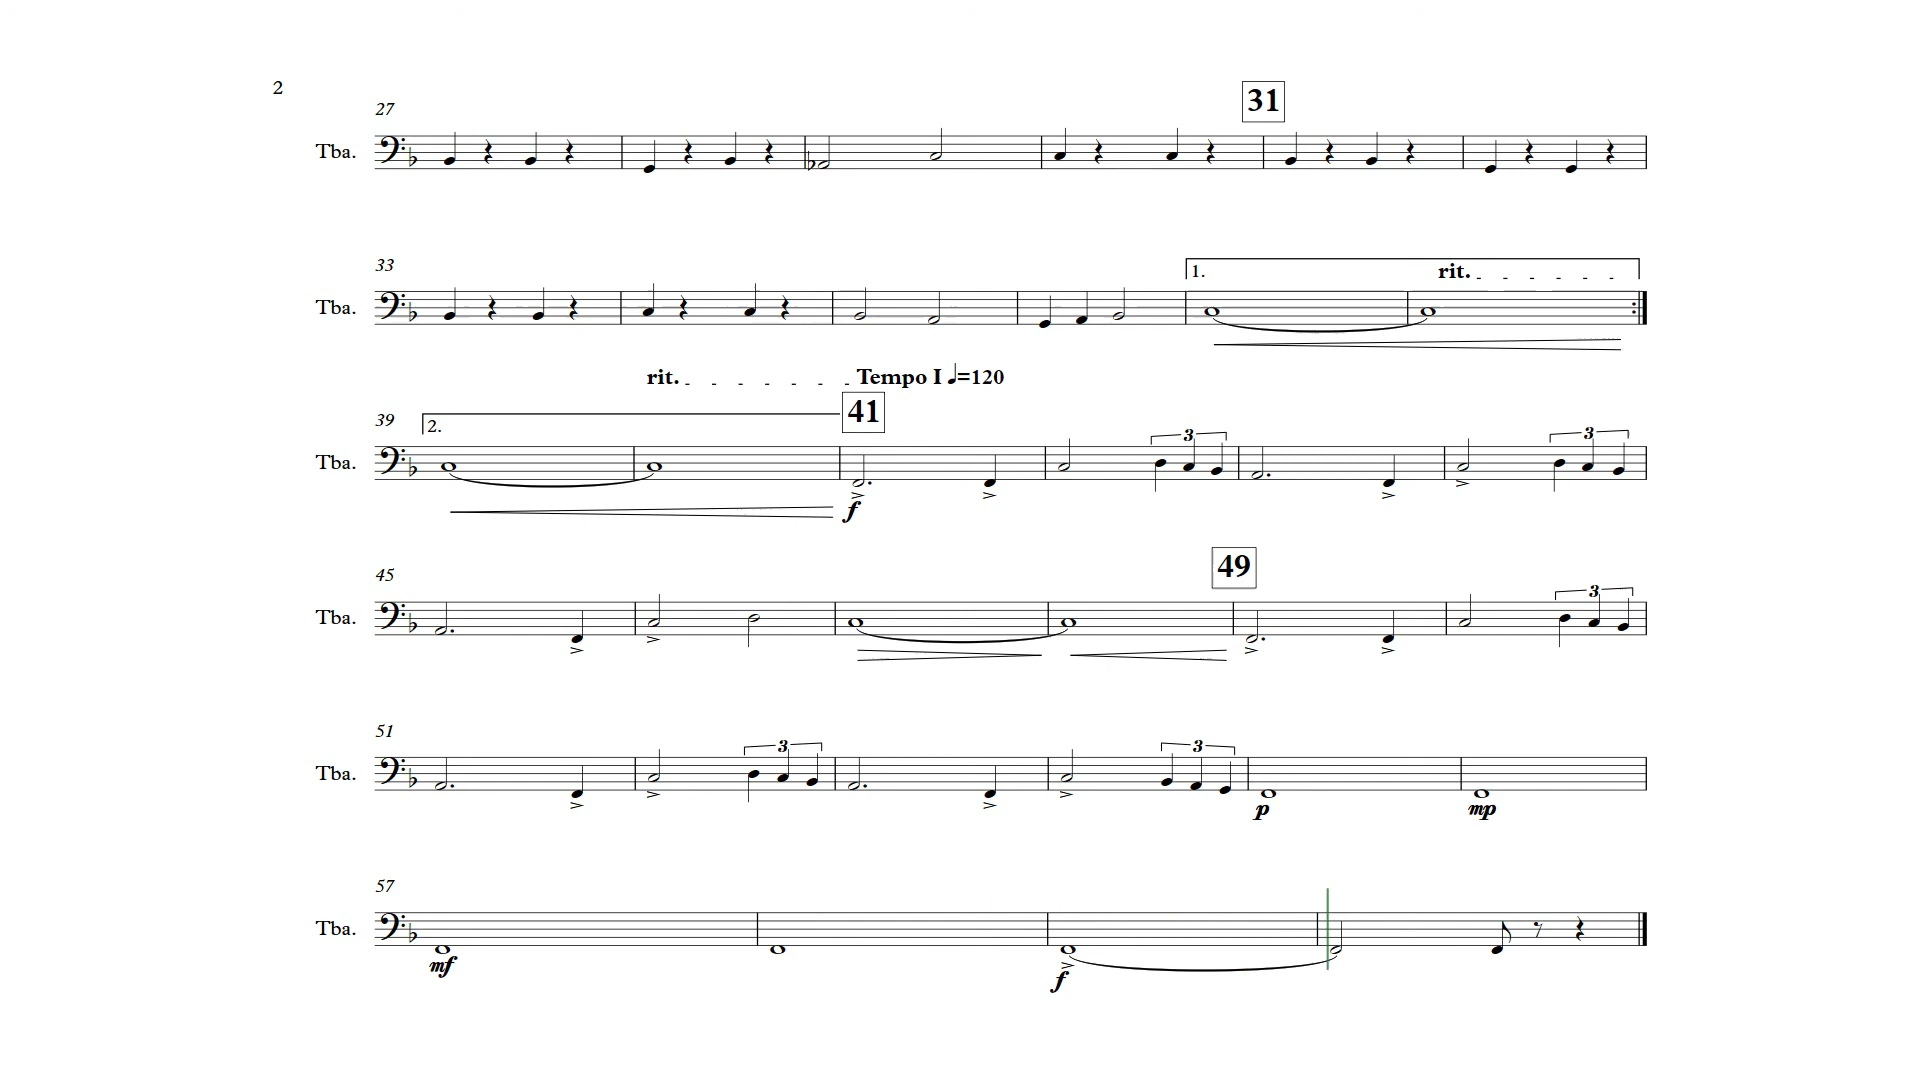 2
27
31
Tba.
33
1.
rit.
Tba.
rit.
Tempo I ♩=120
39
2.
41
3
3
Tba.
f
45
49
3
Tba.
51
3
3
Tba.
p
mp
57
Tba.
mf
f